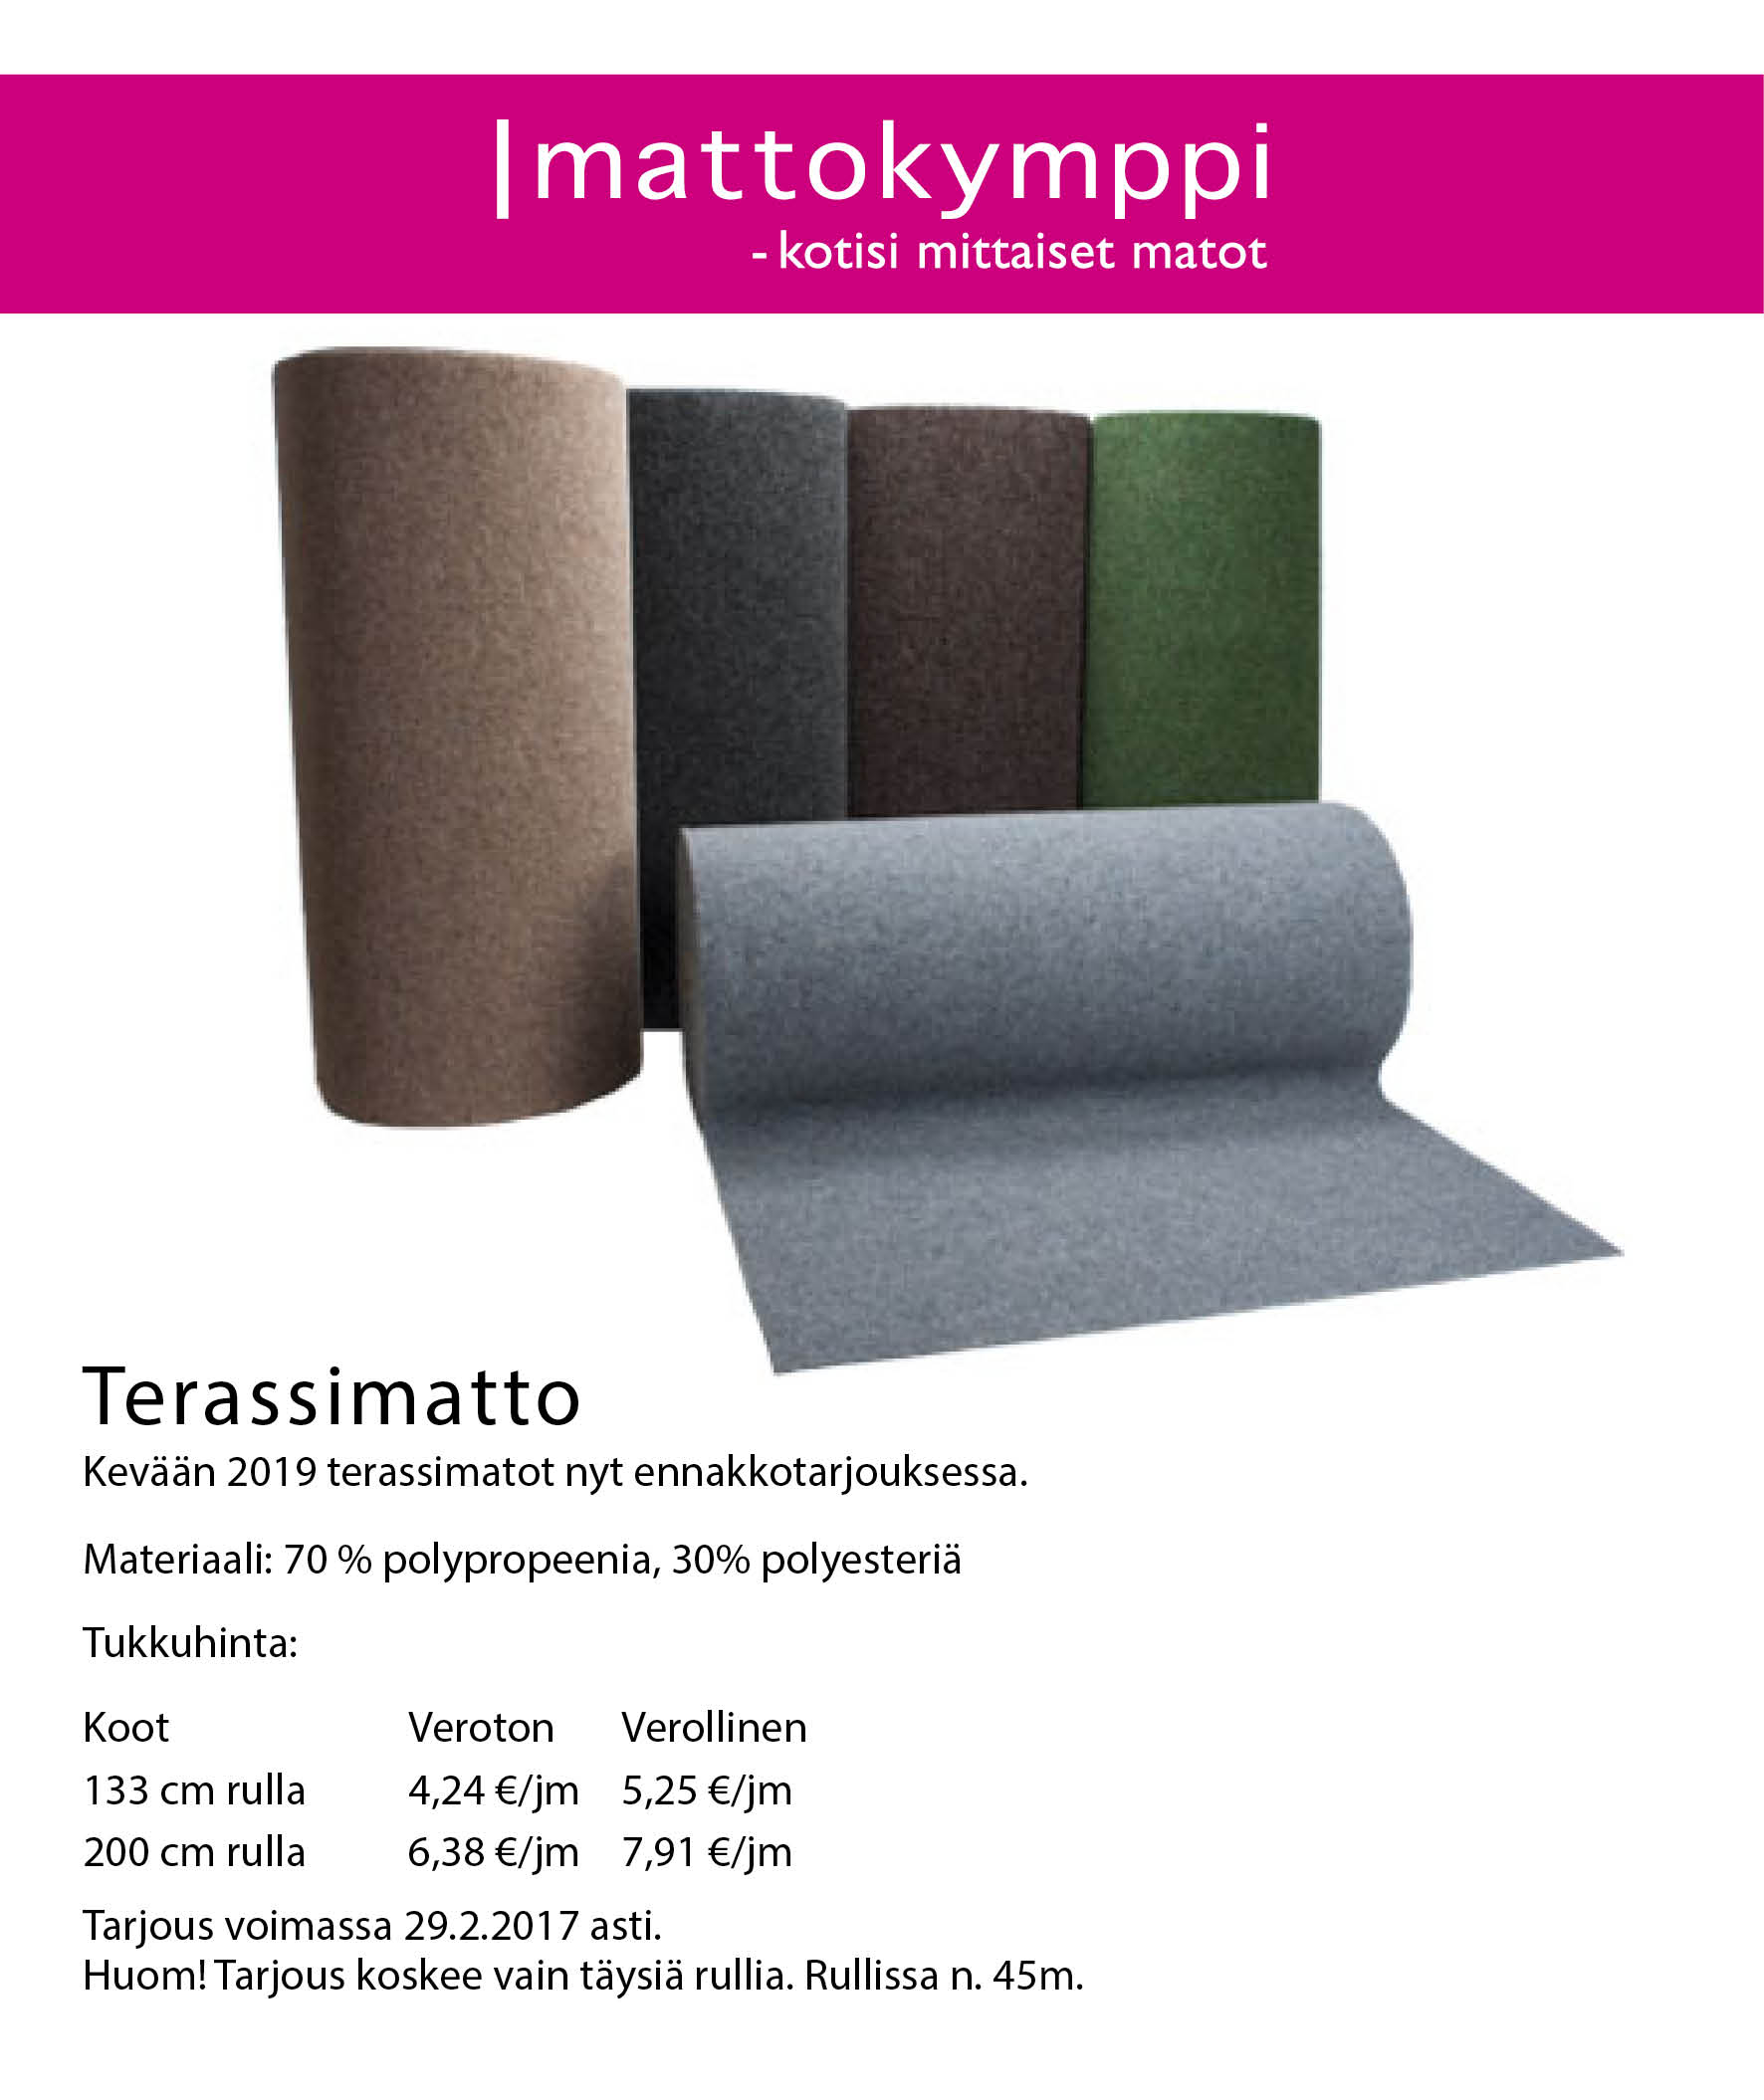 |mattokymppi
- kotisi mittaiset matot
Terassimatto
Kevään 2019 terassimatot nyt ennakkotarjouksessa.
Materiaali: 70 % polypropeenia, 30% polyesteriä
Tukkuhinta:
Koot Veroton Verollinen
133 cm rulla 4,24 €/jm 5,25 €/jm
200 cm rulla 6,38 €/jm 7,91 €/jm
Tarjous voimassa 29.2.2017 asti.
Huom! Tarjous koskee vain täysiä rullia. Rullissa n. 45m.